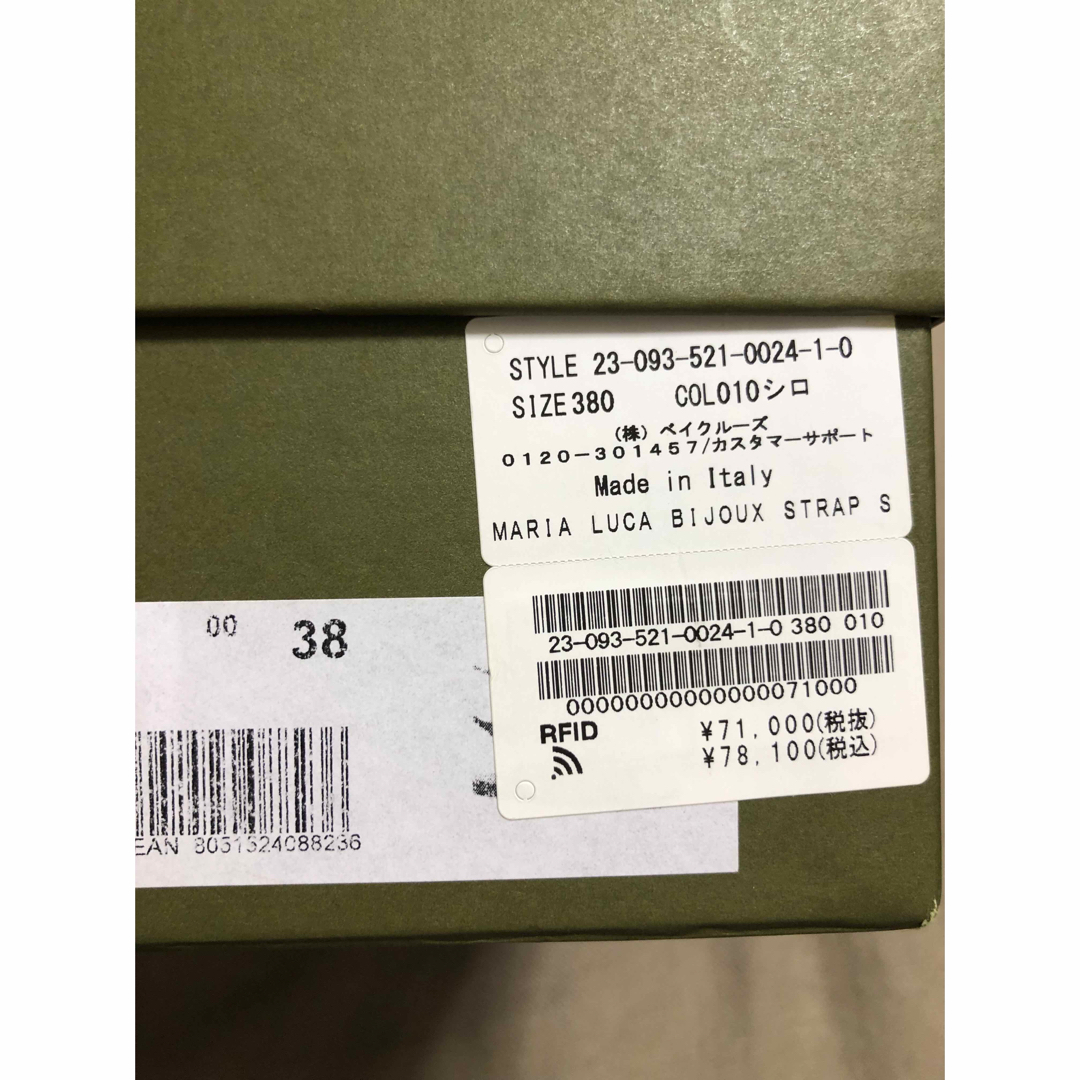 STYLE 23-093-521-0024-1-0
SIZE380 COL010シロ
(株) ベイクルーズ
0120-301457/カスタマーサポート
Made in Italy
MARIA LUCA BIJOUX STRAP S
23-093-521-0024-1-0 380 010
00000000000000071000
RFID
¥71,000(税抜)
¥78,100(税込)
00 38
EAN 8051524088236